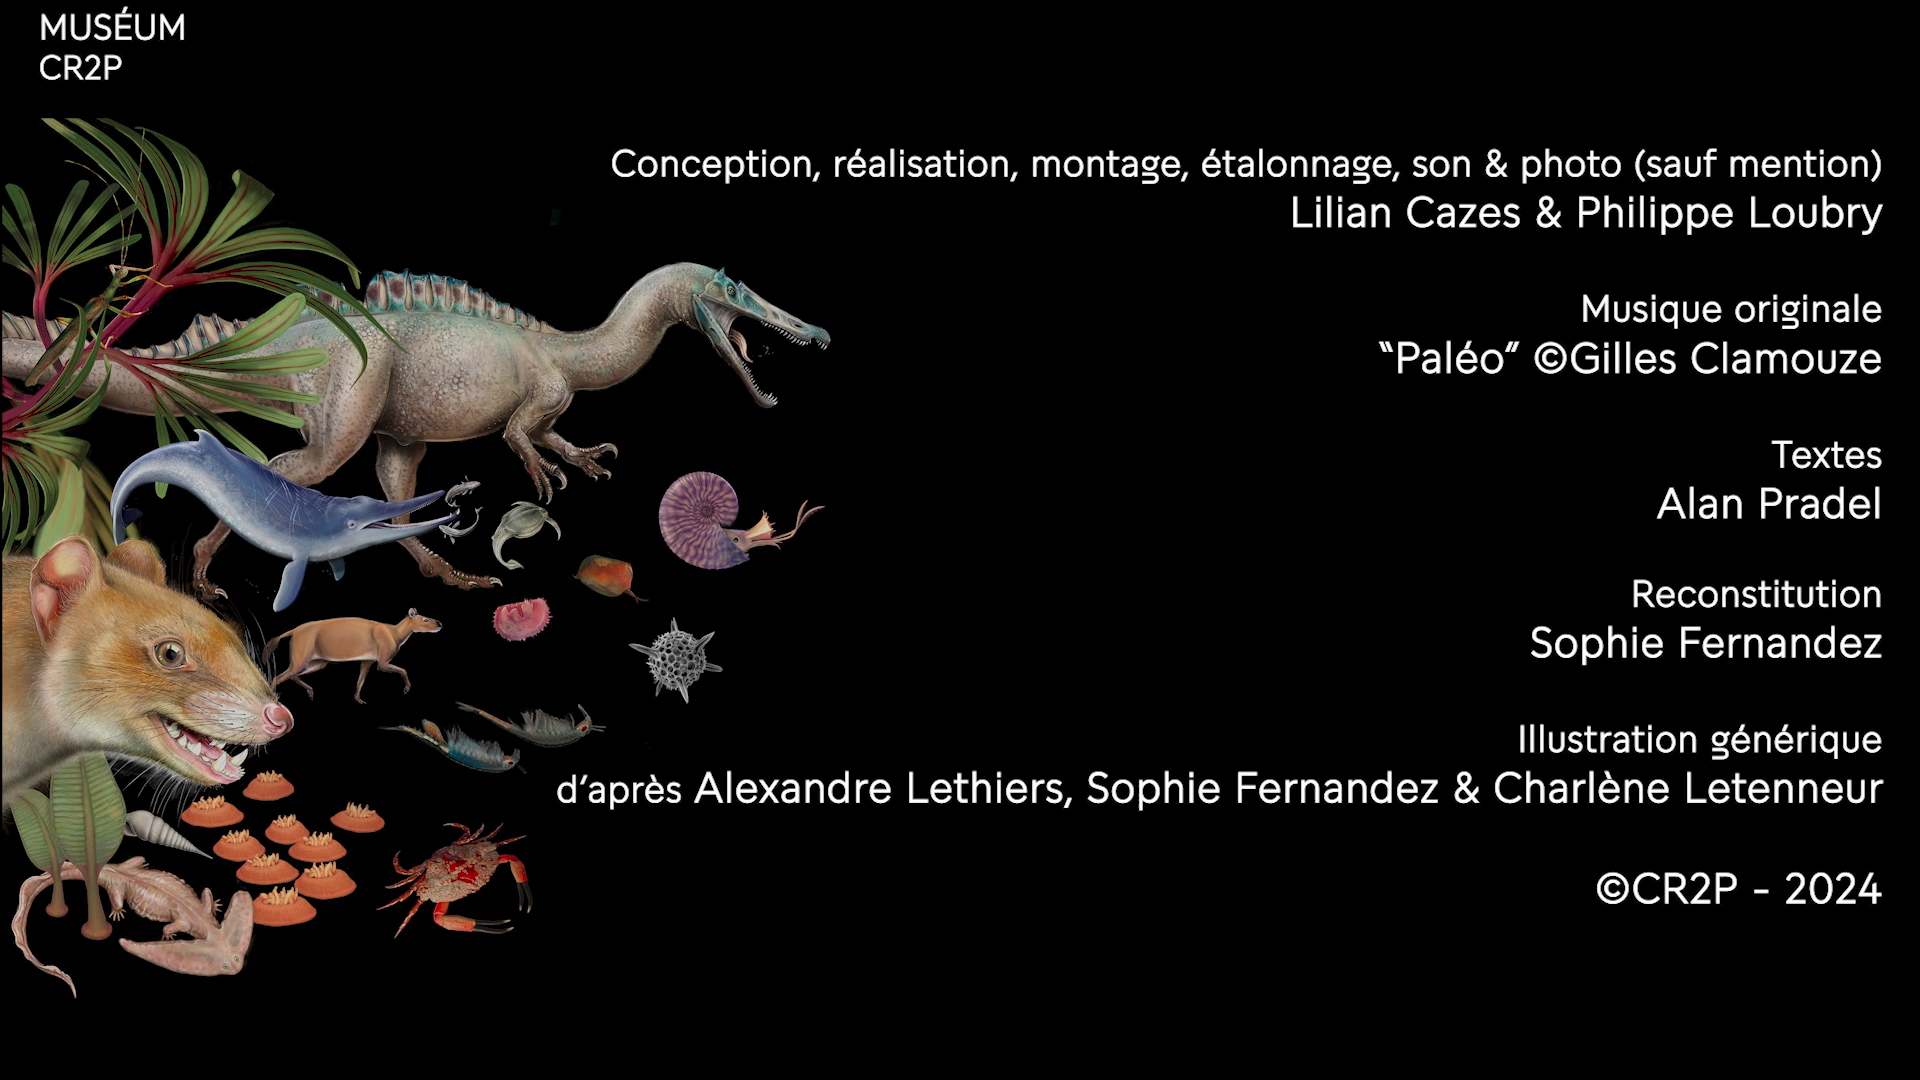 MUSÉUM
CR2P
Conception, réalisation, montage, étalonnage, son & photo (sauf mention)
Lilian Cazes & Philippe Loubry
Musique originale
“Paléo” ©Gilles Clamouze
Textes
Alan Pradel
Reconstitution
Sophie Fernandez
Illustration générique
d’après Alexandre Lethiers, Sophie Fernandez & Charlène Letenneur
©CR2P - 2024